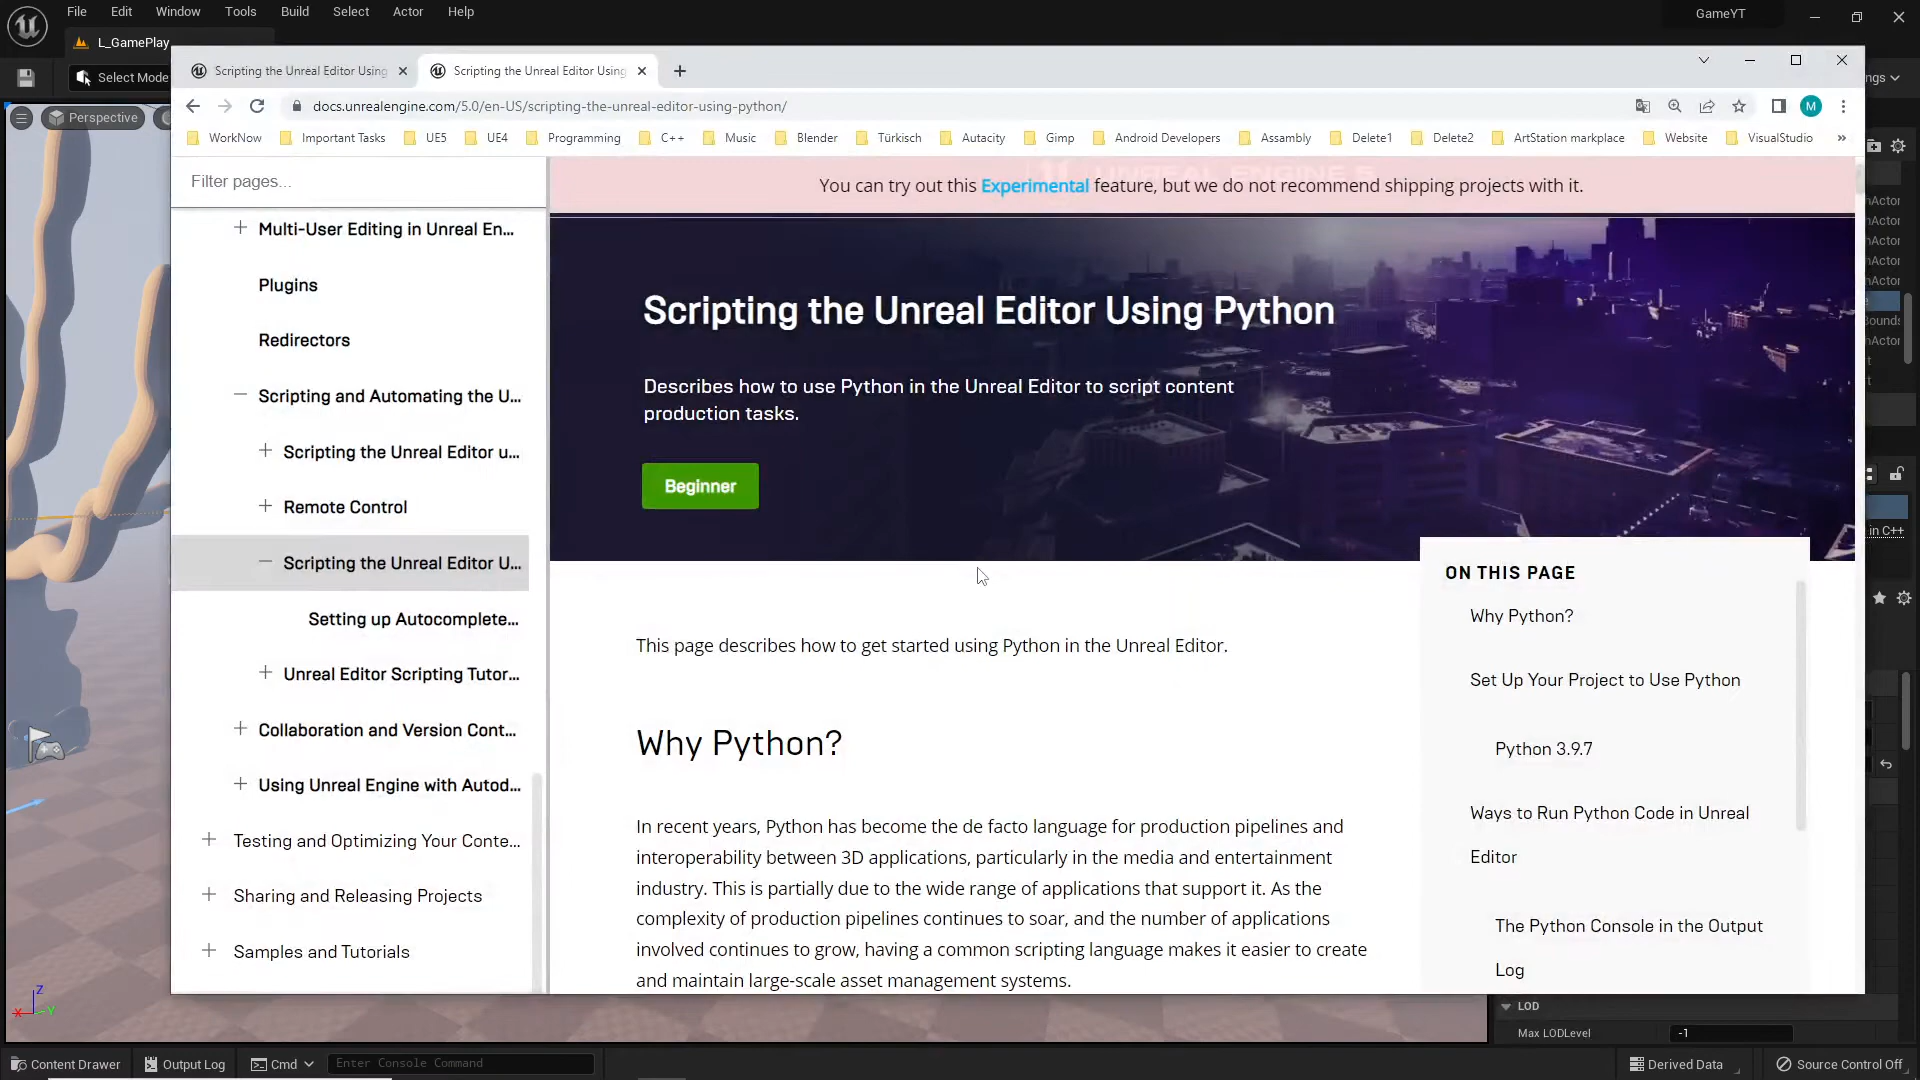 File Edit Window Tools Build Select Actor Help
GameYT
L_GamePlay
Select Mode
Perspective
Scripting the Unreal Editor Using
Scripting the Unreal Editor Using
docs.unrealengine.com/5.0/en-US/scripting-the-unreal-editor-using-python/
M
WorkNow Important Tasks UE5 UE4 Programming C++ Music Blender Türkisch Autacity Gimp Android Developers Assambly Delete1 Delete2 ArtStation markplace Website VisualStudio »
Filter pages...
Multi-User Editing in Unreal En...
Plugins
Redirectors
Scripting and Automating the U...
Scripting the Unreal Editor u...
Remote Control
Scripting the Unreal Editor U...
Setting up Autocomplete...
Unreal Editor Scripting Tutor...
Collaboration and Version Cont...
Using Unreal Engine with Autod...
Testing and Optimizing Your Conte...
Sharing and Releasing Projects
Samples and Tutorials
You can try out this Experimental feature, but we do not recommend shipping projects with it.
Scripting the Unreal Editor Using Python
Describes how to use Python in the Unreal Editor to script content
production tasks.
Beginner
This page describes how to get started using Python in the Unreal Editor.
Why Python?
In recent years, Python has become the de facto language for production pipelines and
interoperability between 3D applications, particularly in the media and entertainment
industry. This is partially due to the wide range of applications that support it. As the
complexity of production pipelines continues to soar, and the number of applications
involved continues to grow, having a common scripting language makes it easier to create
and maintain large-scale asset management systems.
ON THIS PAGE
Why Python?
Set Up Your Project to Use Python
Python 3.9.7
Ways to Run Python Code in Unreal
Editor
The Python Console in the Output
Log
ngs
nActor
nActor
nActor
nActor
Bounds
nActor
in C++
LOD
Max LODLevel
-1
Z
X
Y
Content Drawer
Output Log
Cmd
Enter Console Command
Derived Data
Source Control Off